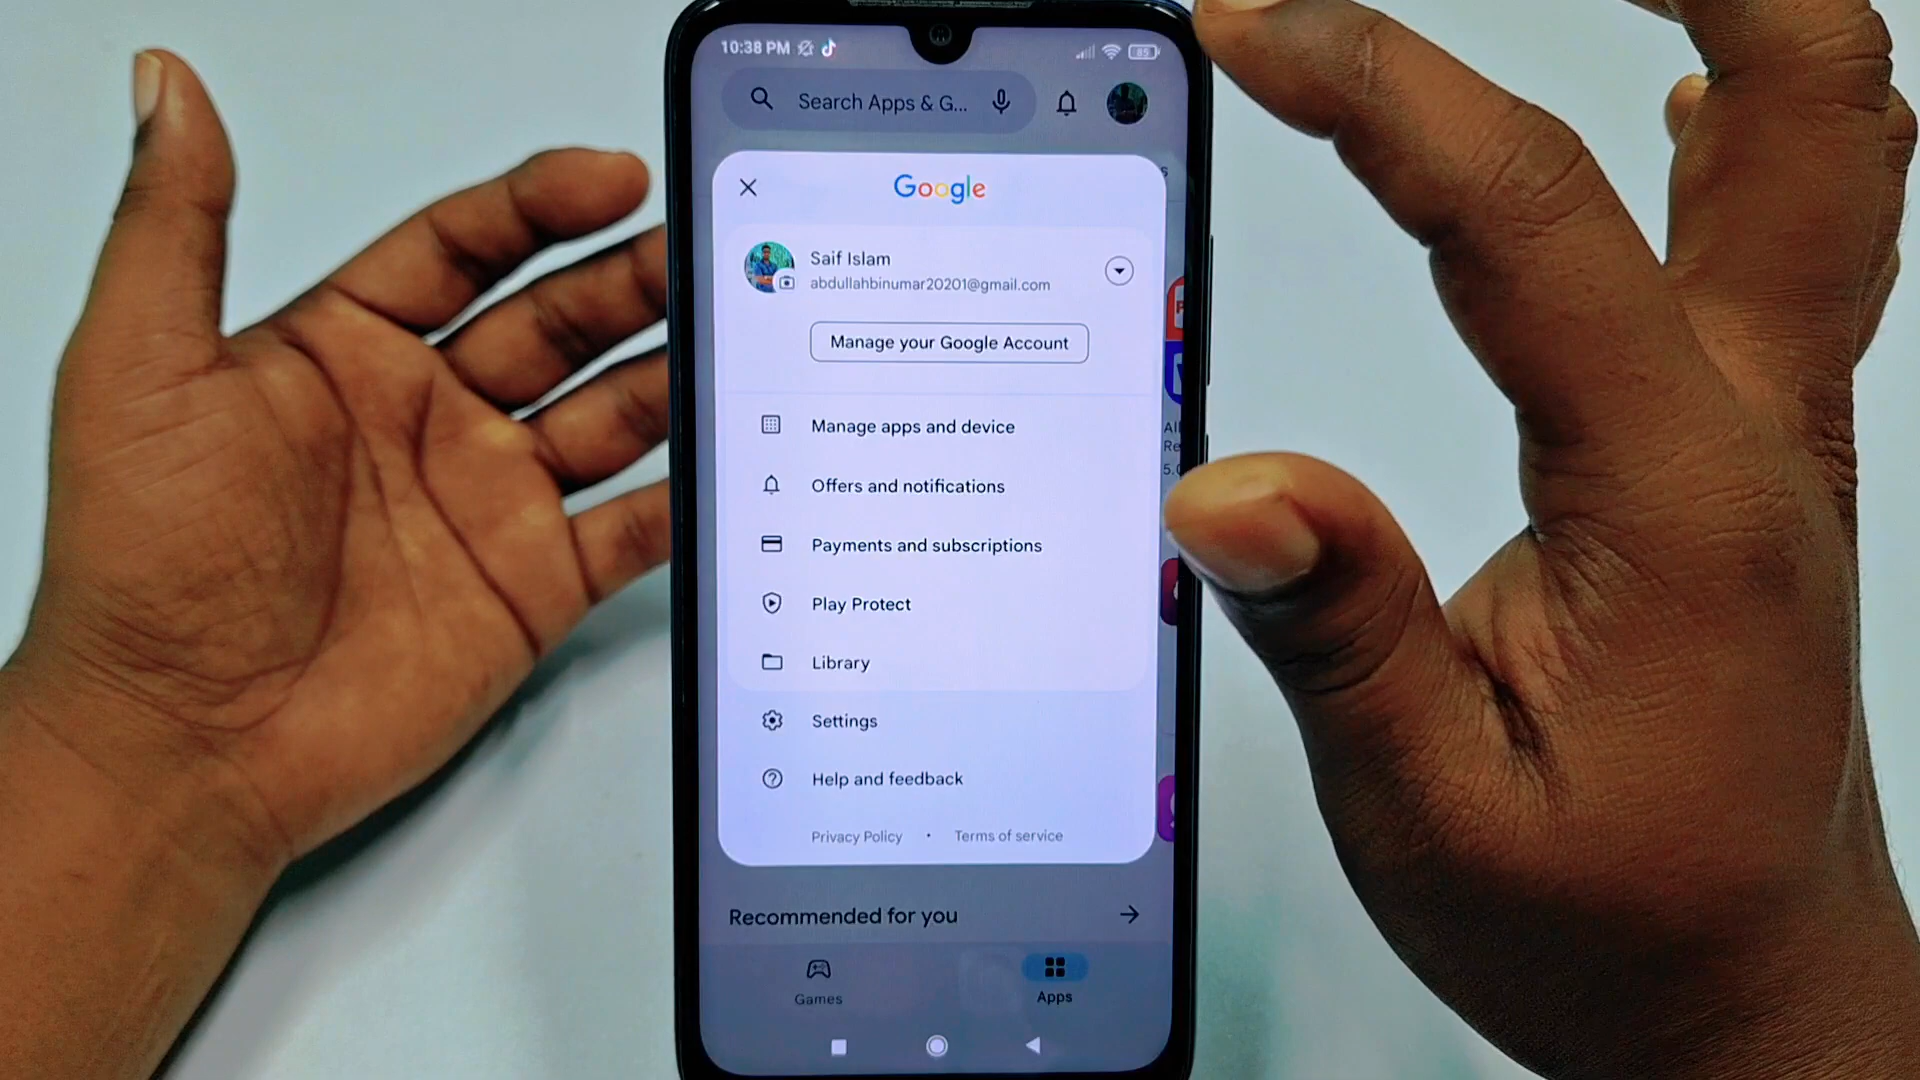 10:38 PM
85
Search Apps & G...
Google
Saif Islam
abdullahbinumar20201@gmail.com
Manage your Google Account
Manage apps and device
Offers and notifications
Payments and subscriptions
Play Protect
Library
Settings
Help and feedback
Privacy Policy • Terms of service
Recommended for you
Games
Apps